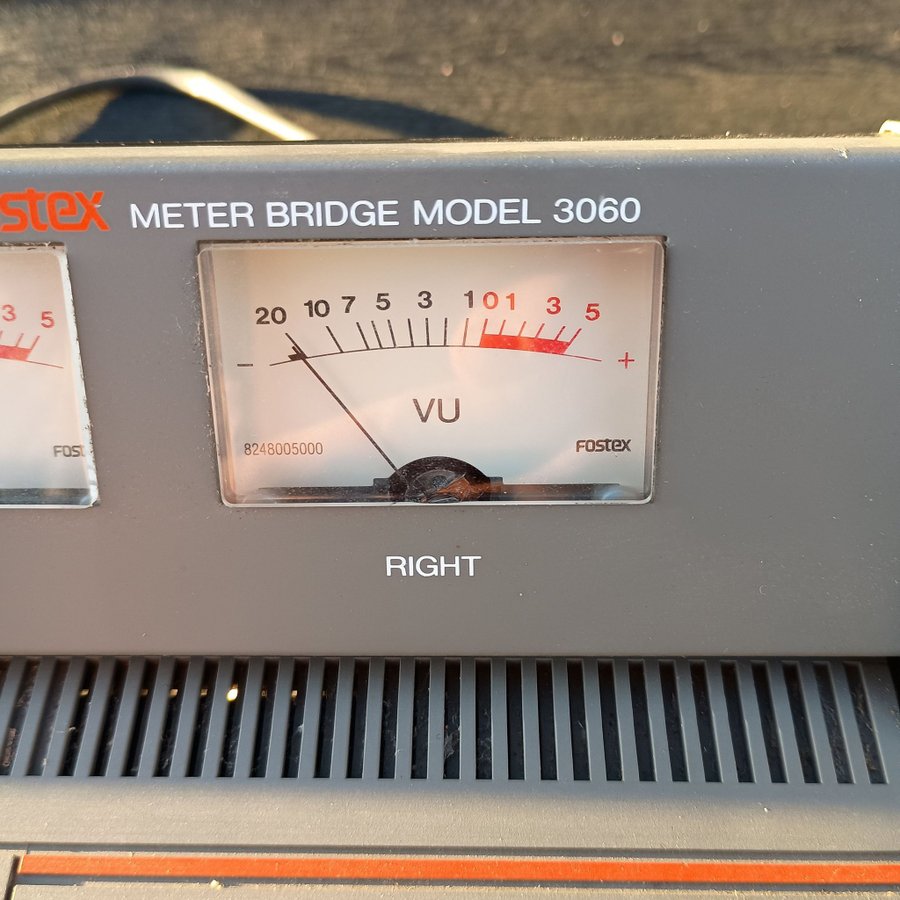 stex METER BRIDGE MODEL 3060
3 5
20 10 7 5 3 1 0 1 3 5
- +
VU
FOST
8248005000 FOSTEX
RIGHT